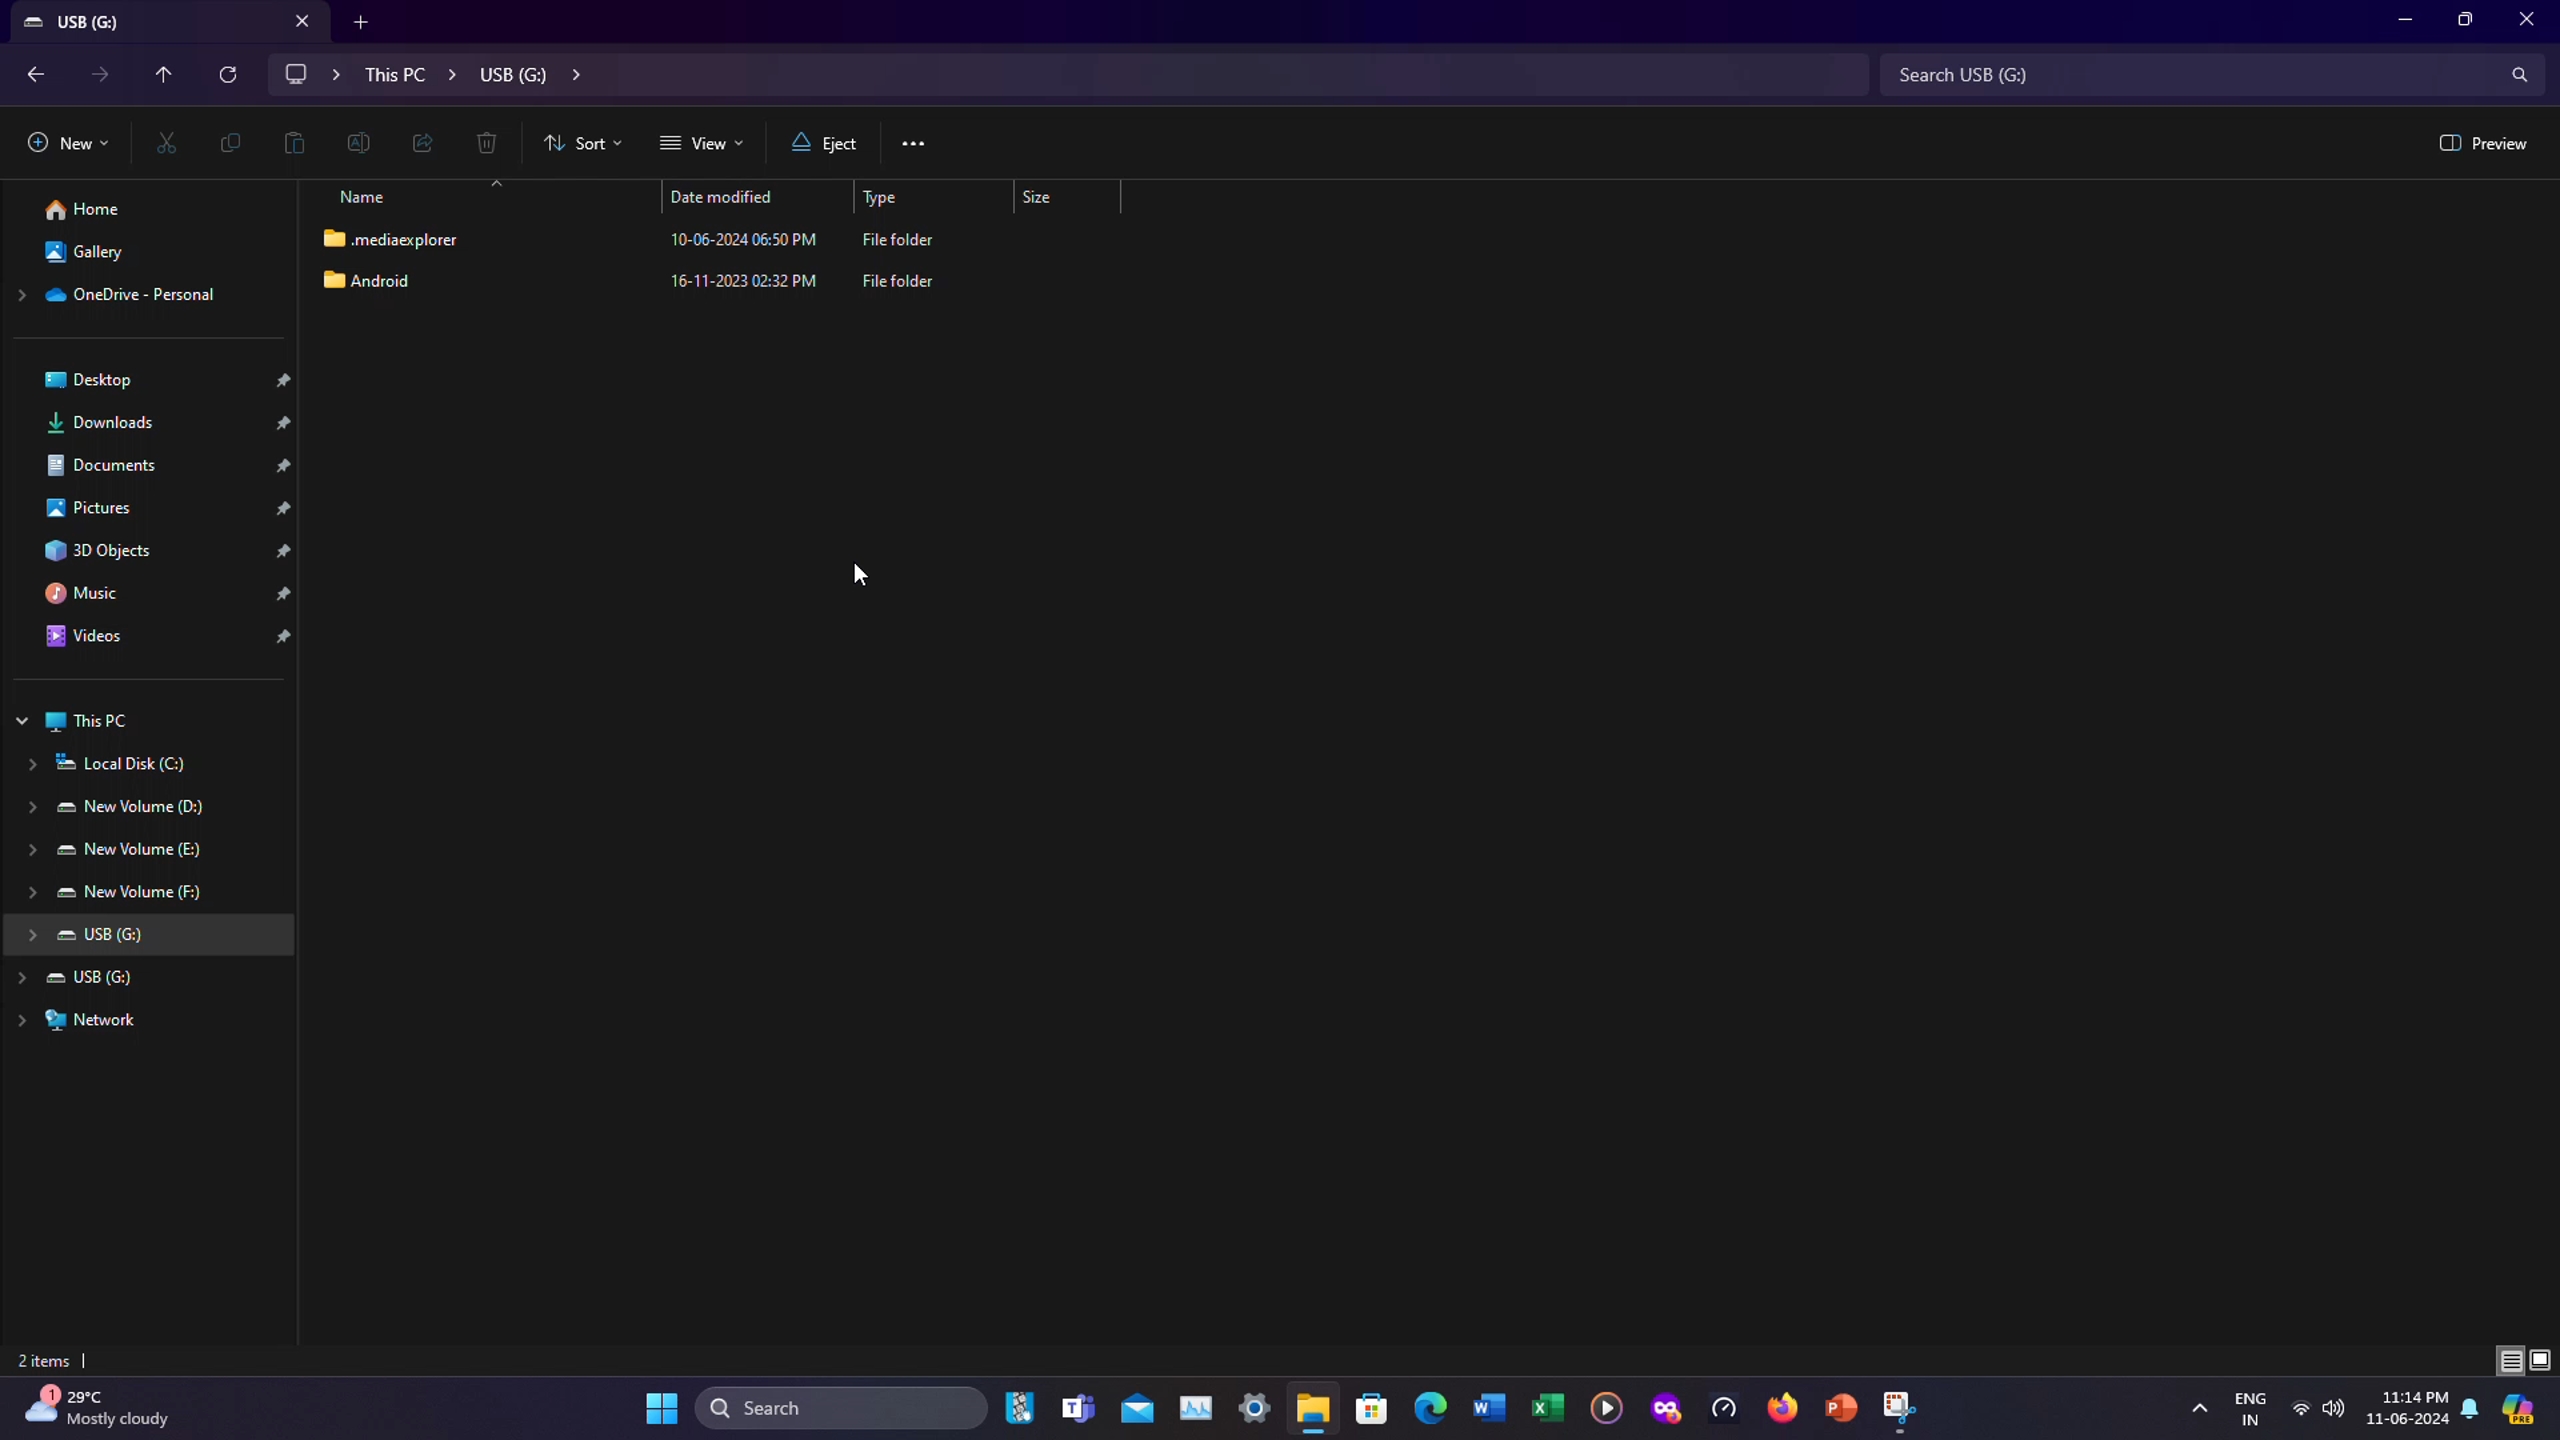 USB (G:)
This PC
USB (G:)
Search USB (G:)
New
Sort
View
Eject
Preview
Name
Date modified
Type
Size
.mediaexplorer 10-06-2024 06:50 PM File folder
Android 16-11-2023 02:32 PM File folder
Home
Gallery
OneDrive - Personal
Desktop
Downloads
Documents
Pictures
3D Objects
Music
Videos
This PC
Local Disk (C:)
New Volume (D:)
New Volume (E:)
New Volume (F:)
USB (G:)
USB (G:)
Network
2 items
1
29°C
Mostly cloudy
Search
ENG
IN
11:14 PM
11-06-2024
PRE